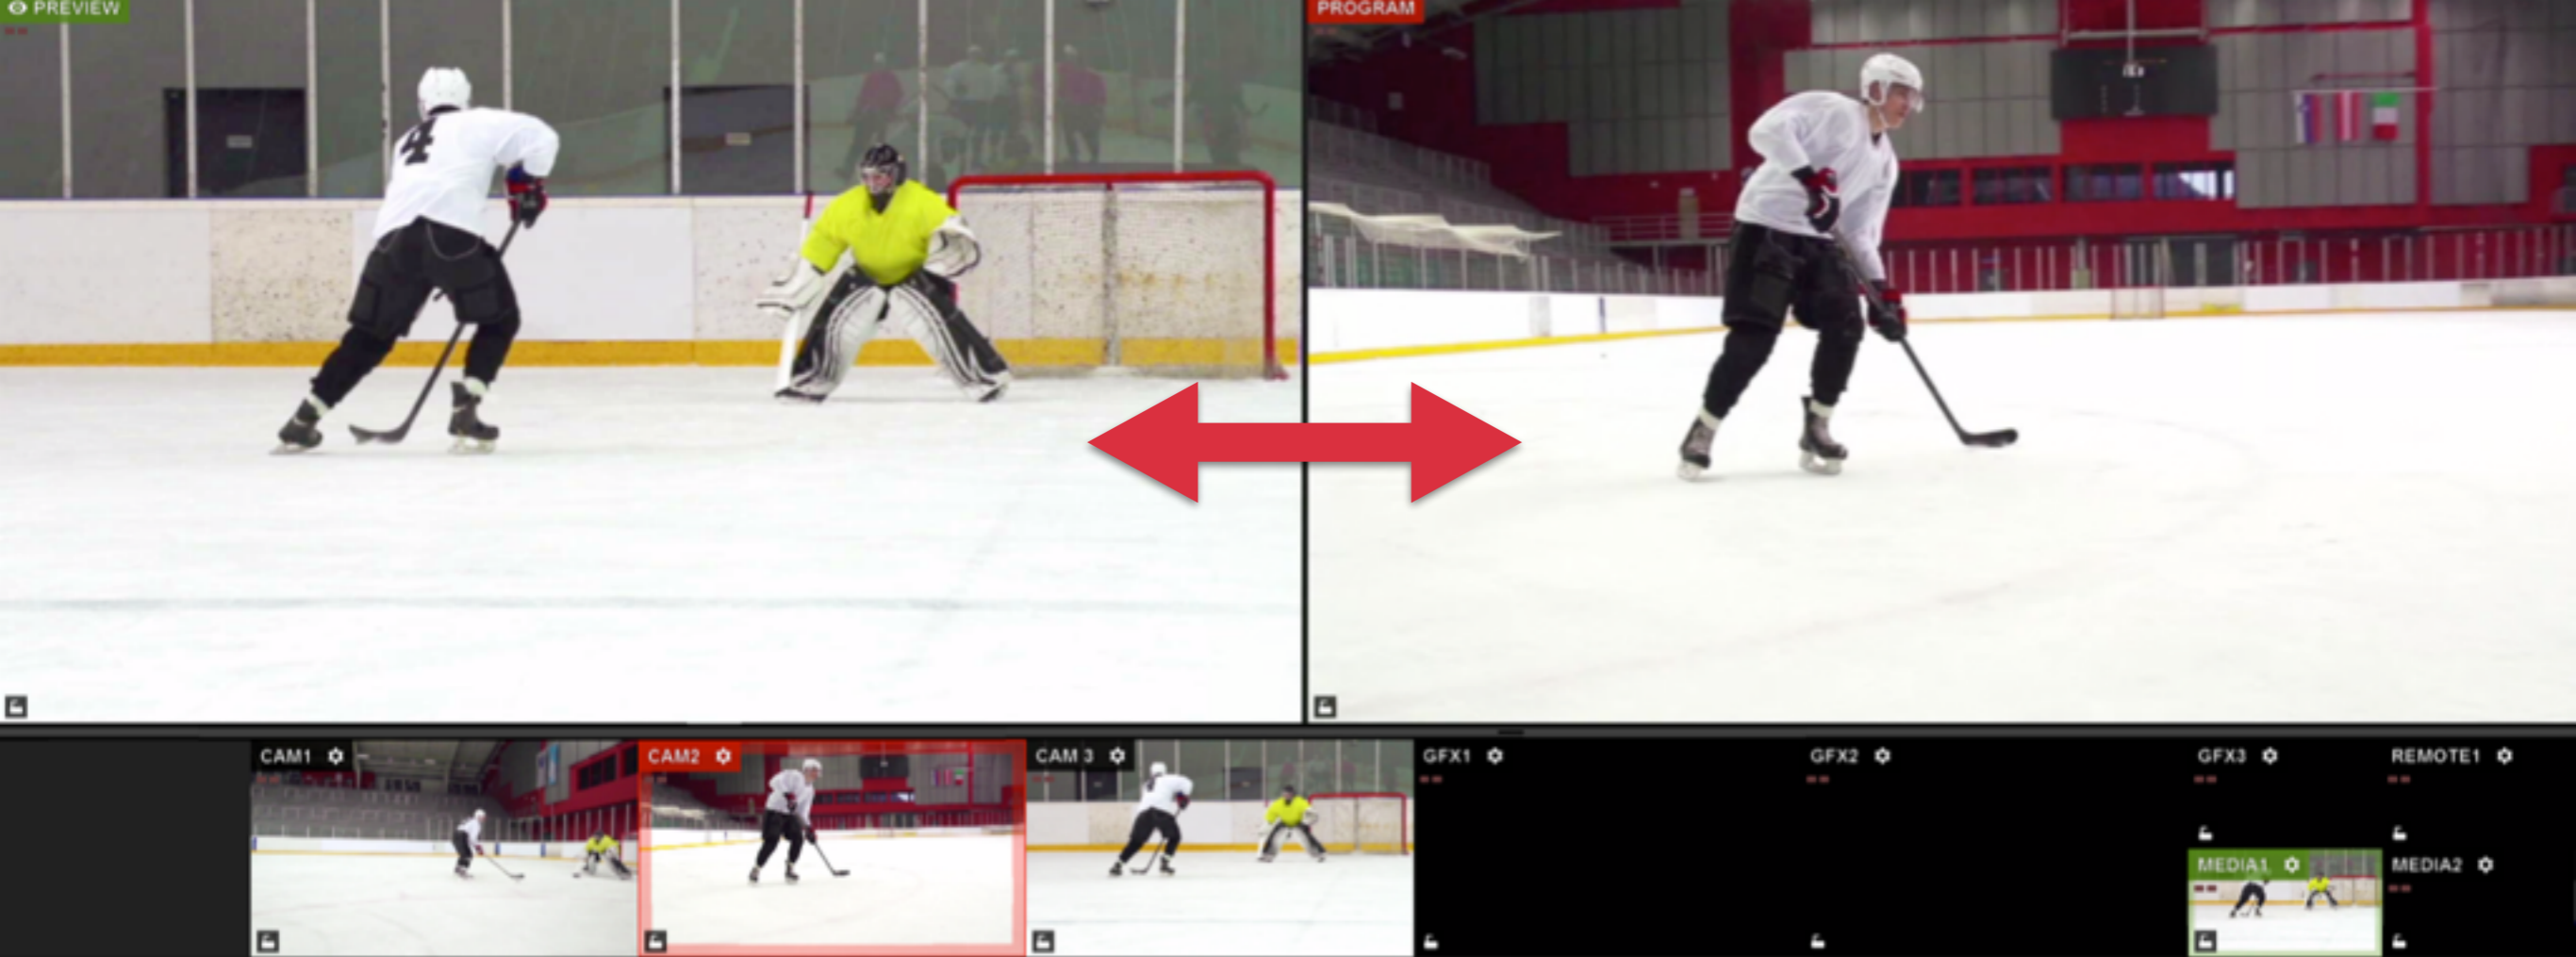 PREVIEW
PROGRAM
4
CAM1
CAM2
CAM 3
GFX1
GFX2
GFX3
REMOTE1
MEDIA1
MEDIA2